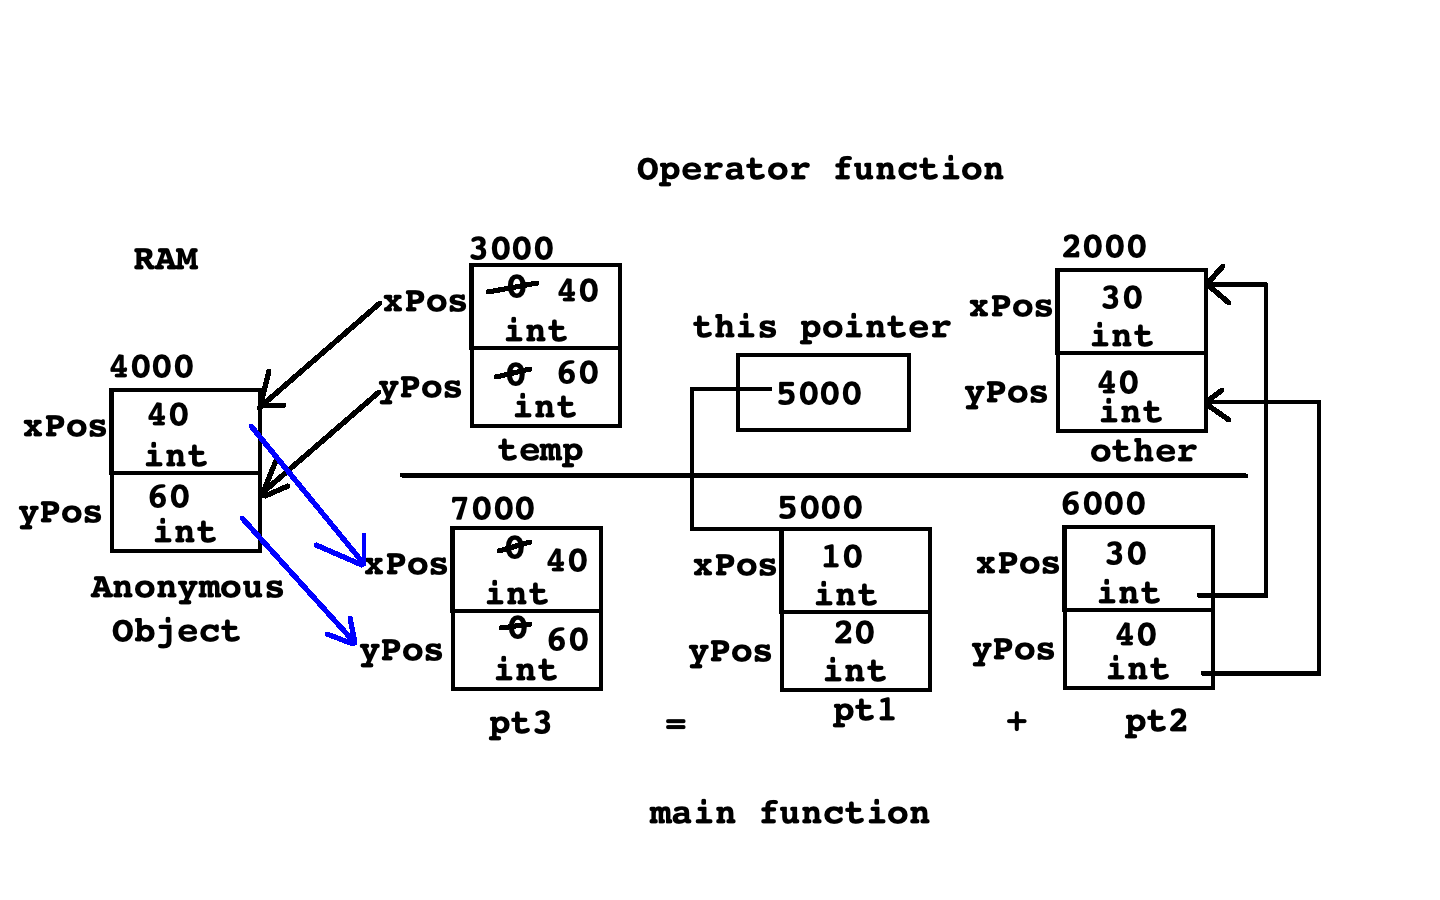 Operator function
RAM
3000
2000
xPos 0 40
int
yPos 0 60
int
temp
this pointer
5000
xPos 30
int
yPos 40
int
other
4000
xPos 40
int
yPos 60
int
Anonymous
Object
7000
xPos 0 40
int
yPos 0 60
int
5000
xPos 10
int
yPos 20
int
6000
xPos 30
int
yPos 40
int
pt3 = pt1 + pt2
main function